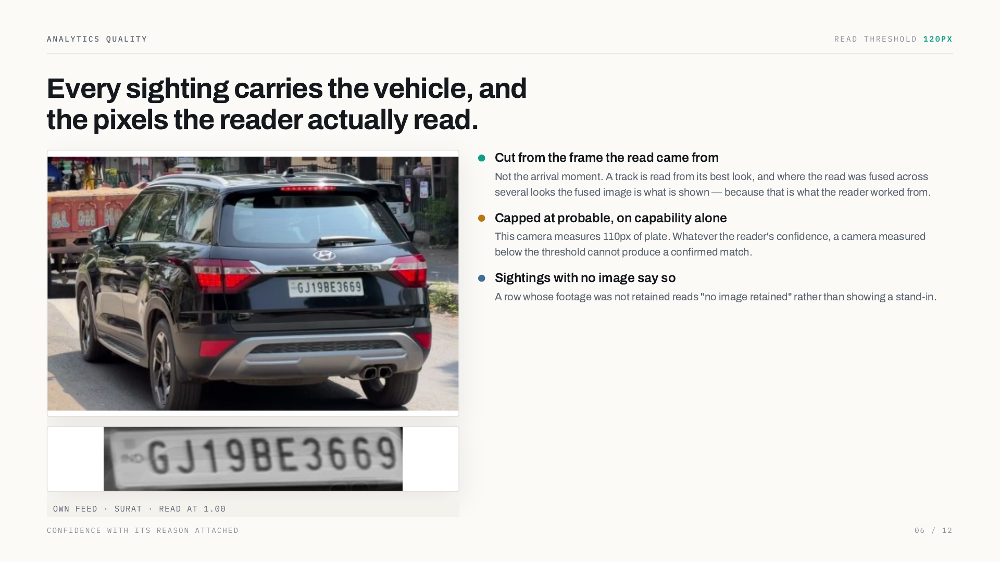 ANALYTICS QUALITY
READ THRESHOLD 120PX
Every sighting carries the vehicle, and
the pixels the reader actually read.
ALCAZAR
GJ19BE3669
IND GJ19BE3669
OWN FEED · SURAT · READ AT 1.00
Cut from the frame the read came from
Not the arrival moment. A track is read from its best look, and where the read was fused across
several looks the fused image is what is shown — because that is what the reader worked from.
Capped at probable, on capability alone
This camera measures 110px of plate. Whatever the reader's confidence, a camera measured
below the threshold cannot produce a confirmed match.
Sightings with no image say so
A row whose footage was not retained reads "no image retained" rather than showing a stand-in.
CONFIDENCE WITH ITS REASON ATTACHED
06 / 12